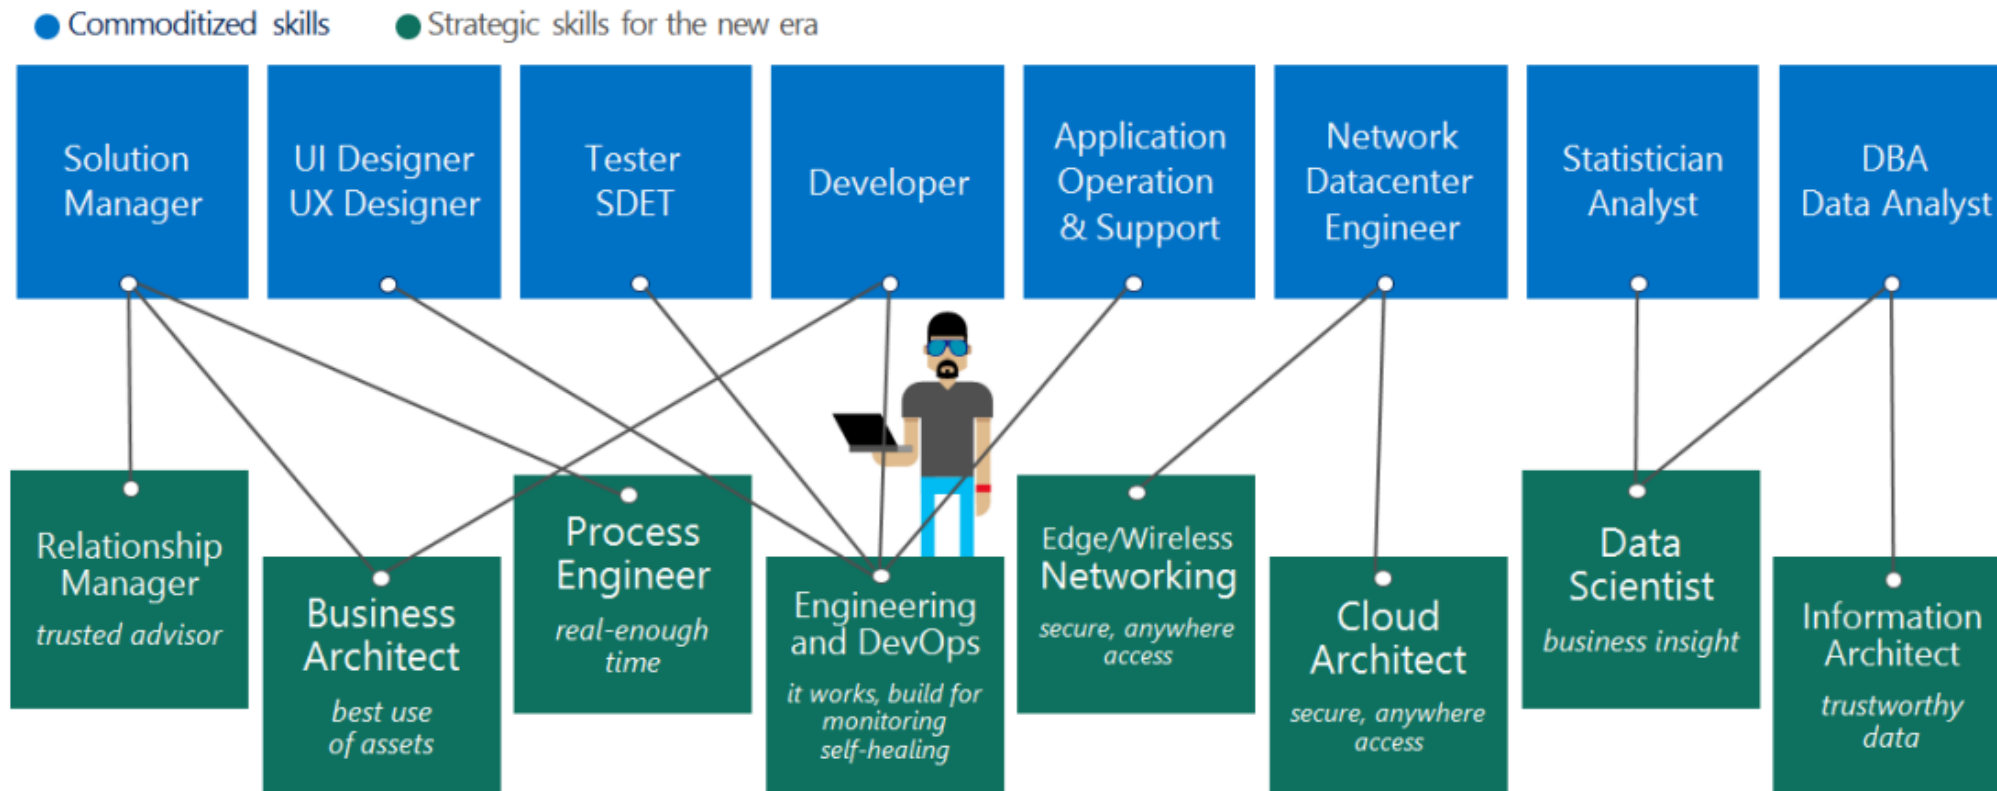 Commoditized skills
Strategic skills for the new era
Solution
Manager
UI Designer
UX Designer
Tester
SDET
Developer
Application
Operation
& Support
Network
Datacenter
Engineer
Statistician
Analyst
DBA
Data Analyst
Relationship
Manager
trusted advisor
Business
Architect
best use
of assets
Process
Engineer
real-enough
time
Engineering
and DevOps
it works, build for
monitoring
self-healing
Edge/Wireless
Networking
secure, anywhere
access
Cloud
Architect
secure, anywhere
access
Data
Scientist
business insight
Information
Architect
trustworthy
data